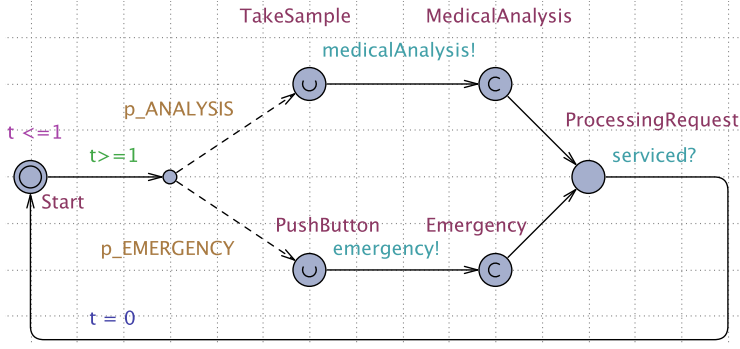 TakeSample
MedicalAnalysis
medicalAnalysis!
p_ANALYSIS
ProcessingRequest
t <=1
t>=1
serviced?
Start
PushButton
Emergency
p_EMERGENCY
emergency!
t = 0